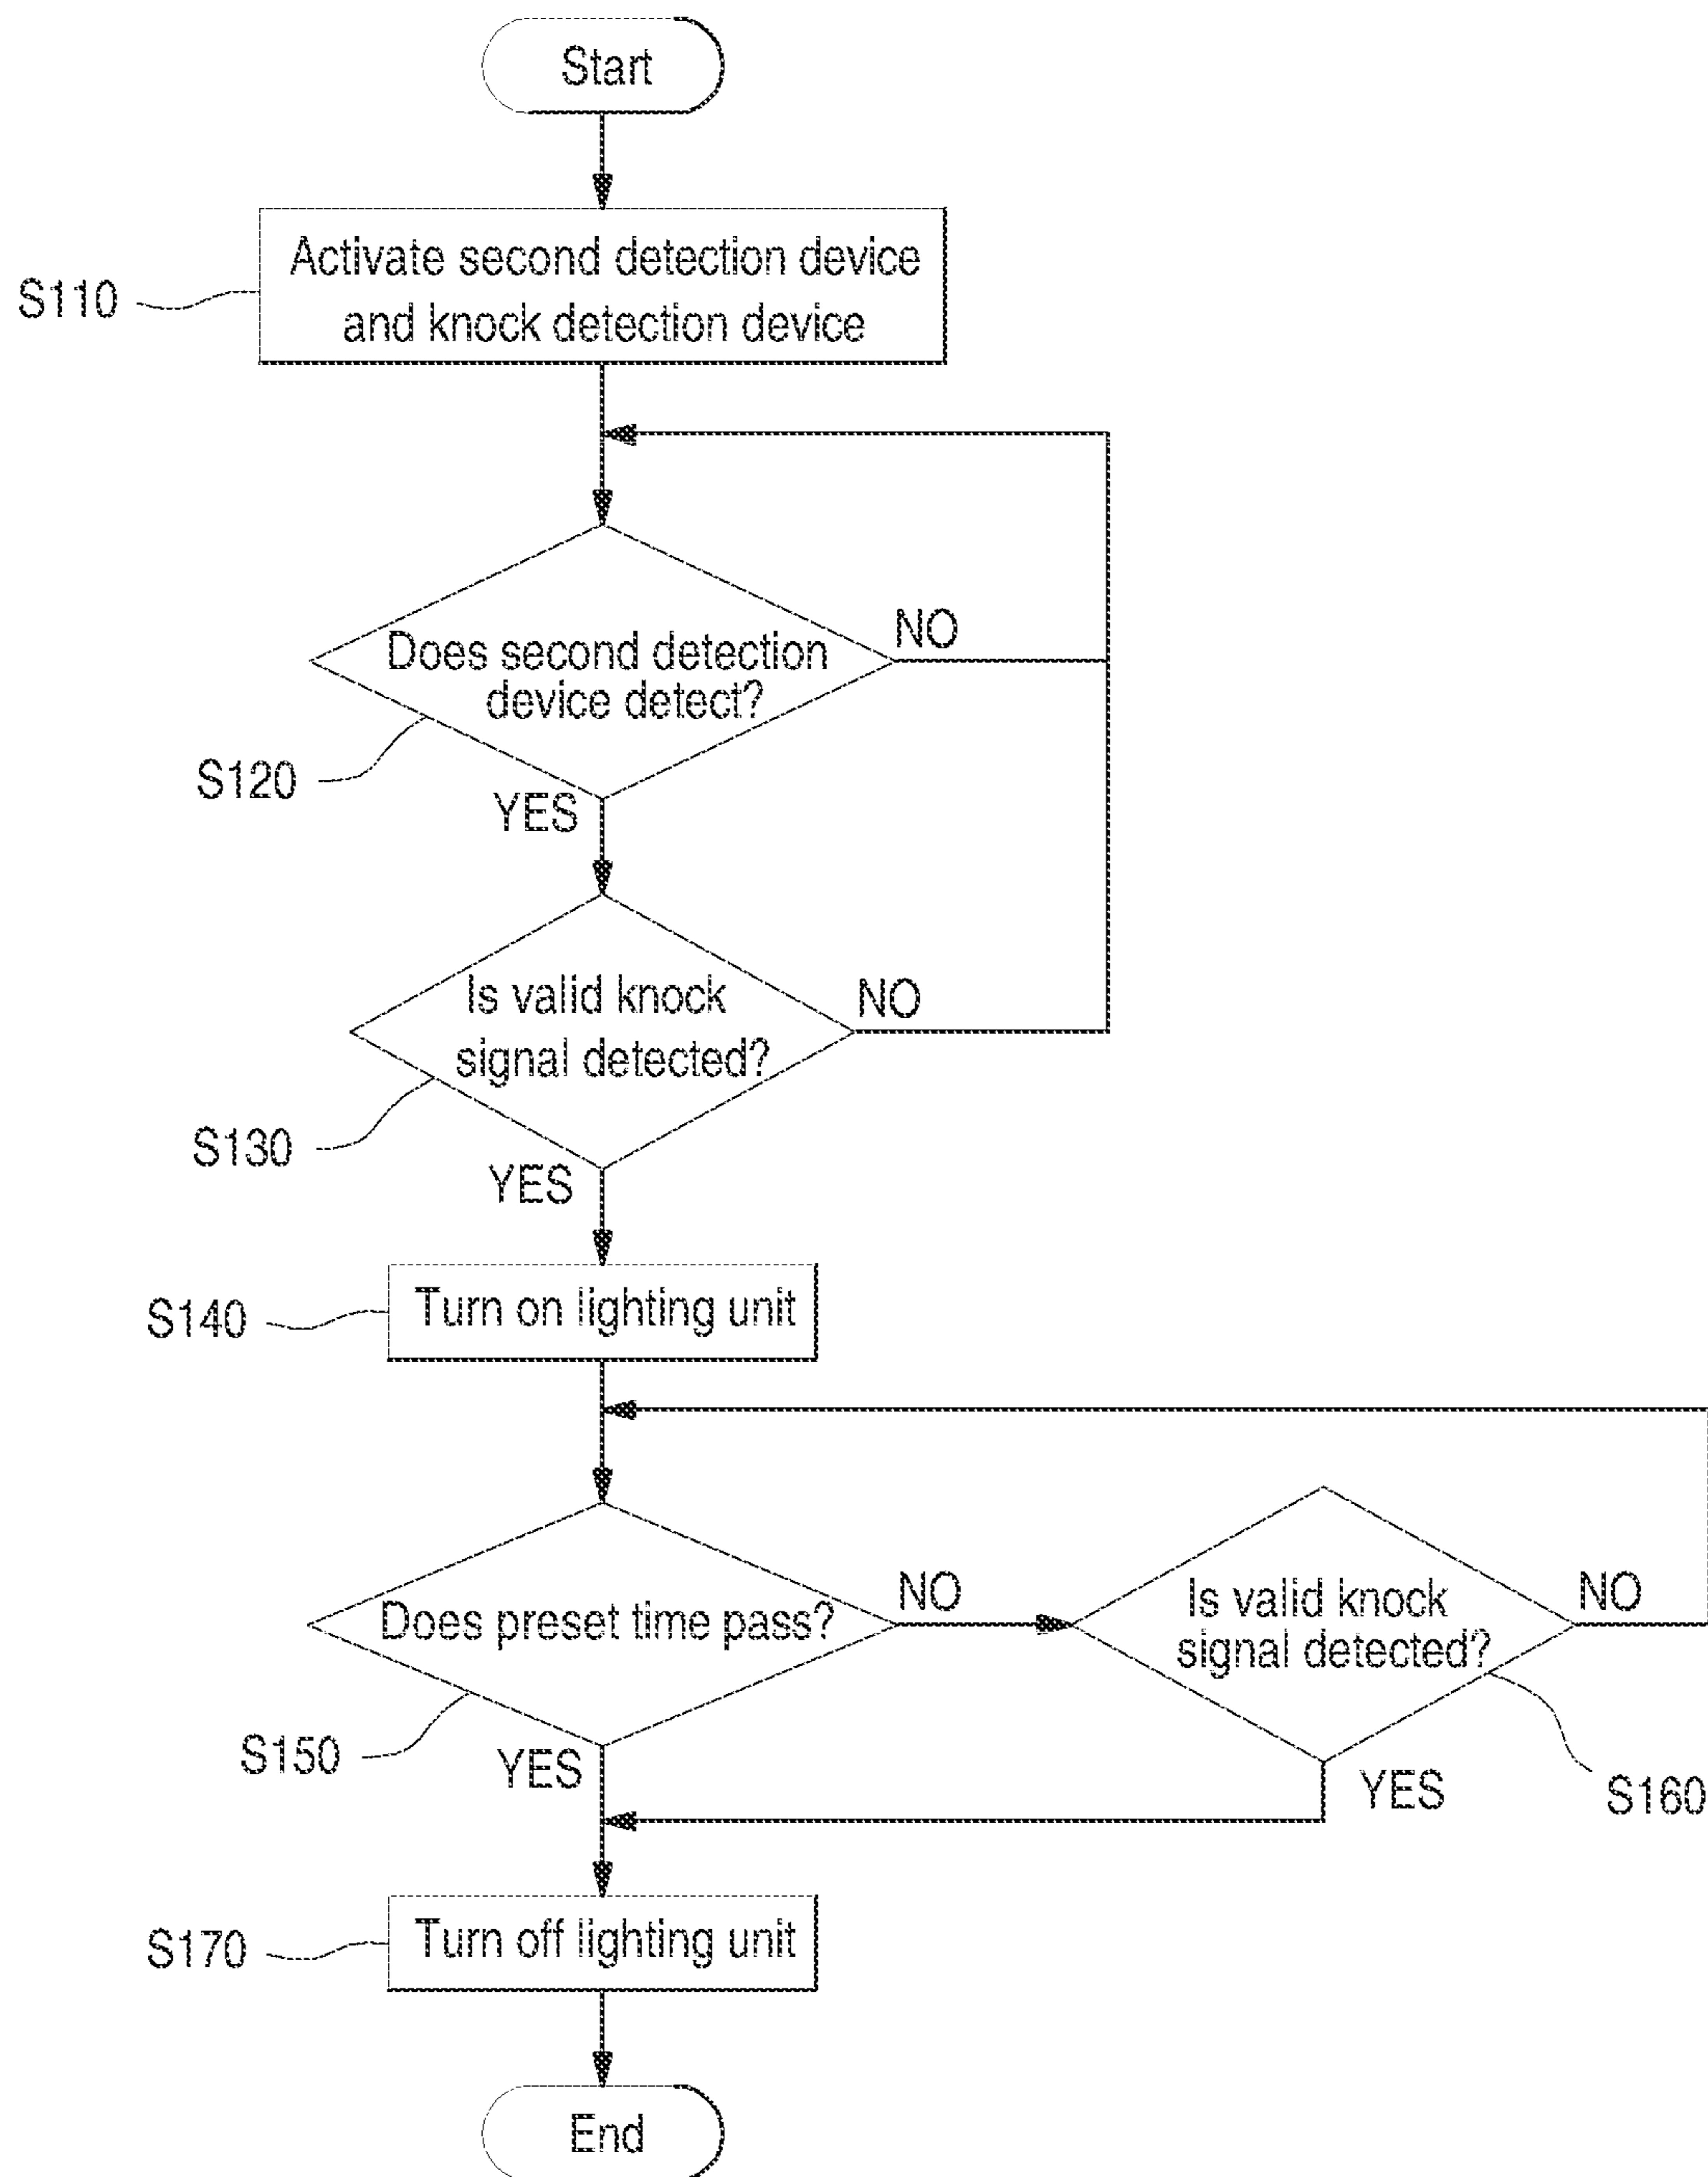 Start
Activate second detection device
and knock detection device
S110
NO
Does second detection
device detect?
S120
YES
Is valid knock
signal detected?
NO
S130
YES
Turn on lighting unit
S140
Does preset time pass?
NO
Is valid knock
signal detected?
NO
S150
YES
YES
S160
Turn off lighting unit
S170
End